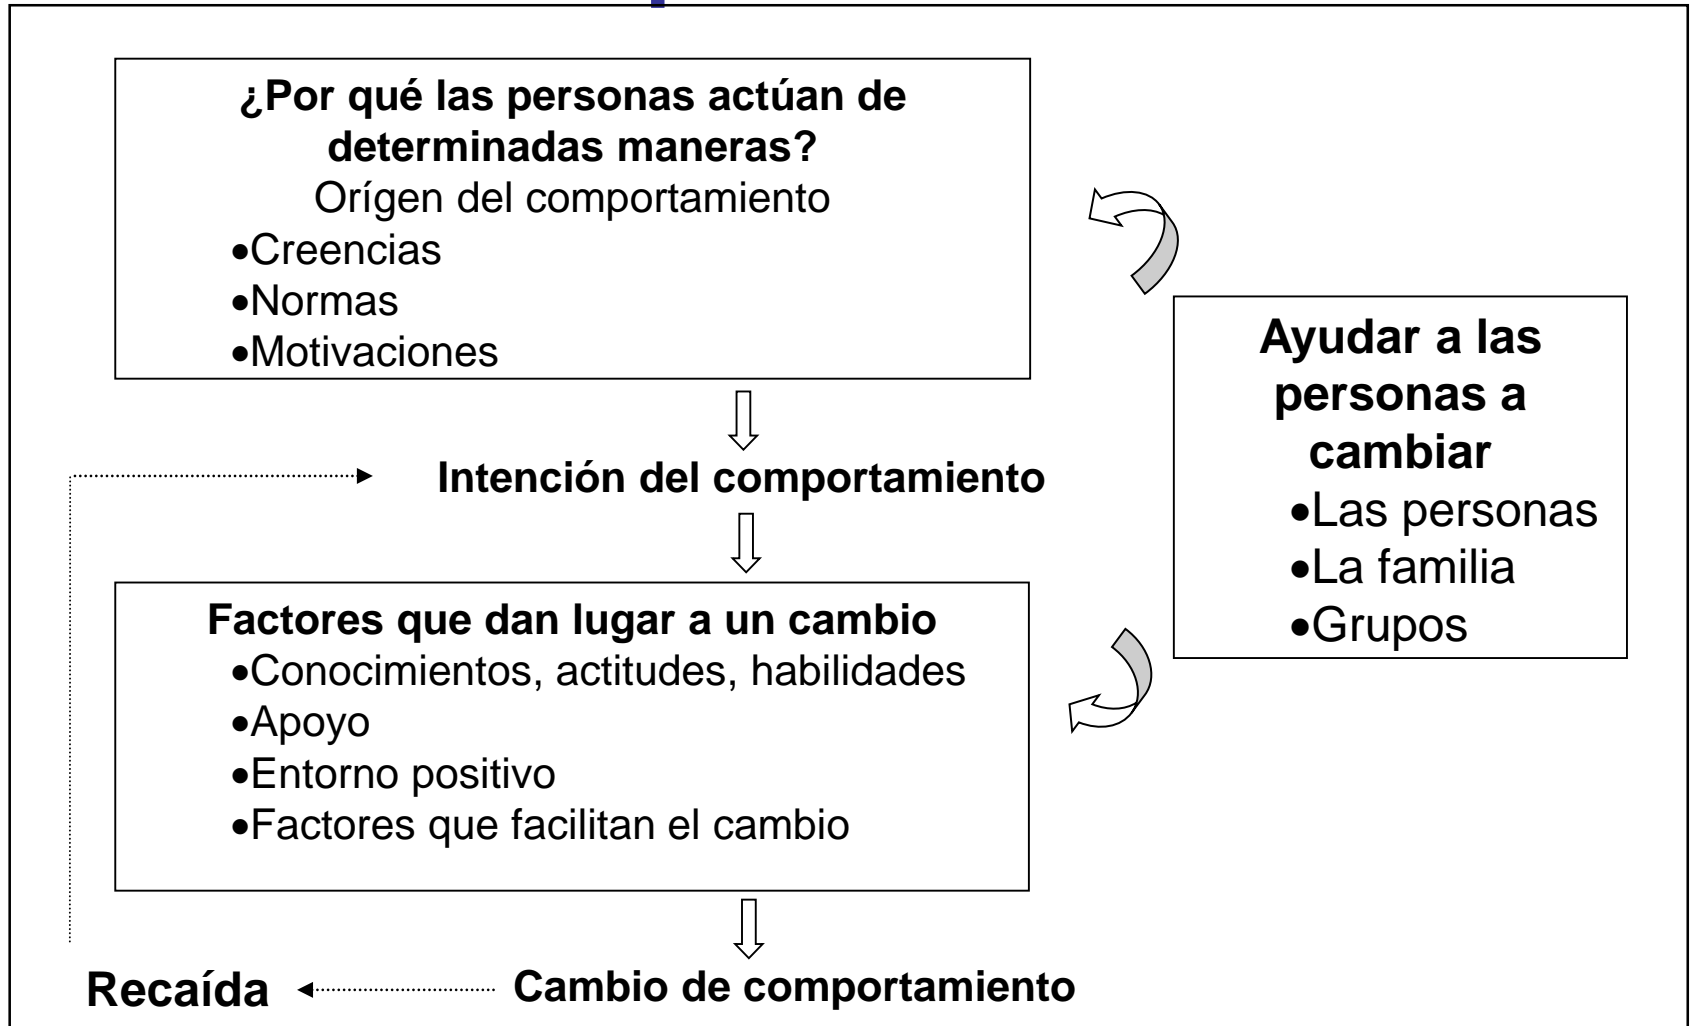 ¿Por qué las personas actúan de
determinadas maneras?
Orígen del comportamiento
•Creencias
•Normas
•Motivaciones
Intención del comportamiento
Factores que dan lugar a un cambio
•Conocimientos, actitudes, habilidades
•Apoyo
•Entorno positivo
•Factores que facilitan el cambio
Ayudar a las
personas a
cambiar
•Las personas
•La familia
•Grupos
Recaída
Cambio de comportamiento